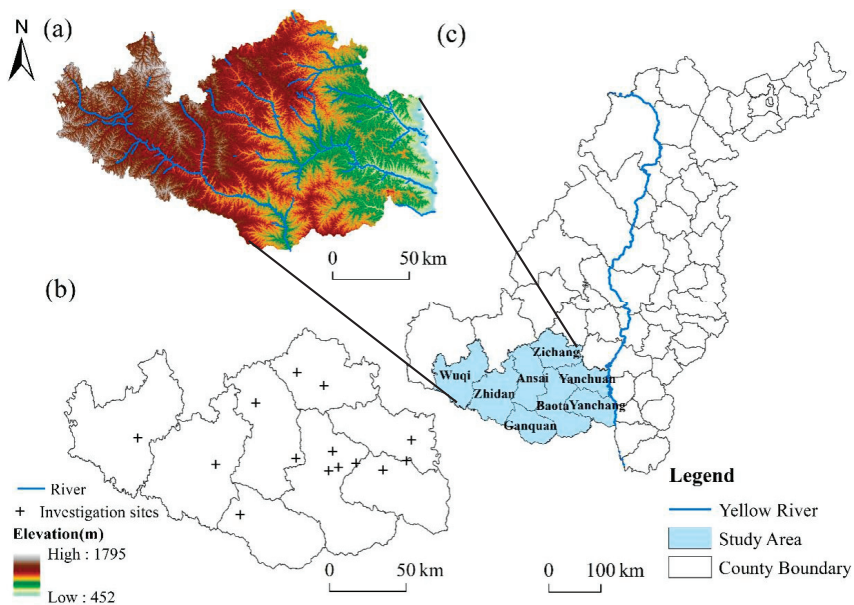 N
(a)
(c)
0 50 km
(b)
Zichang
Wuqi
Ansai
Yanchuan
Zhidan
Baota
Yanchang
Ganquan
Legend
River
Yellow River
Investigation sites
Elevation(m)
Study Area
High : 1795
0 50 km
0 100 km
County Boundary
Low : 452